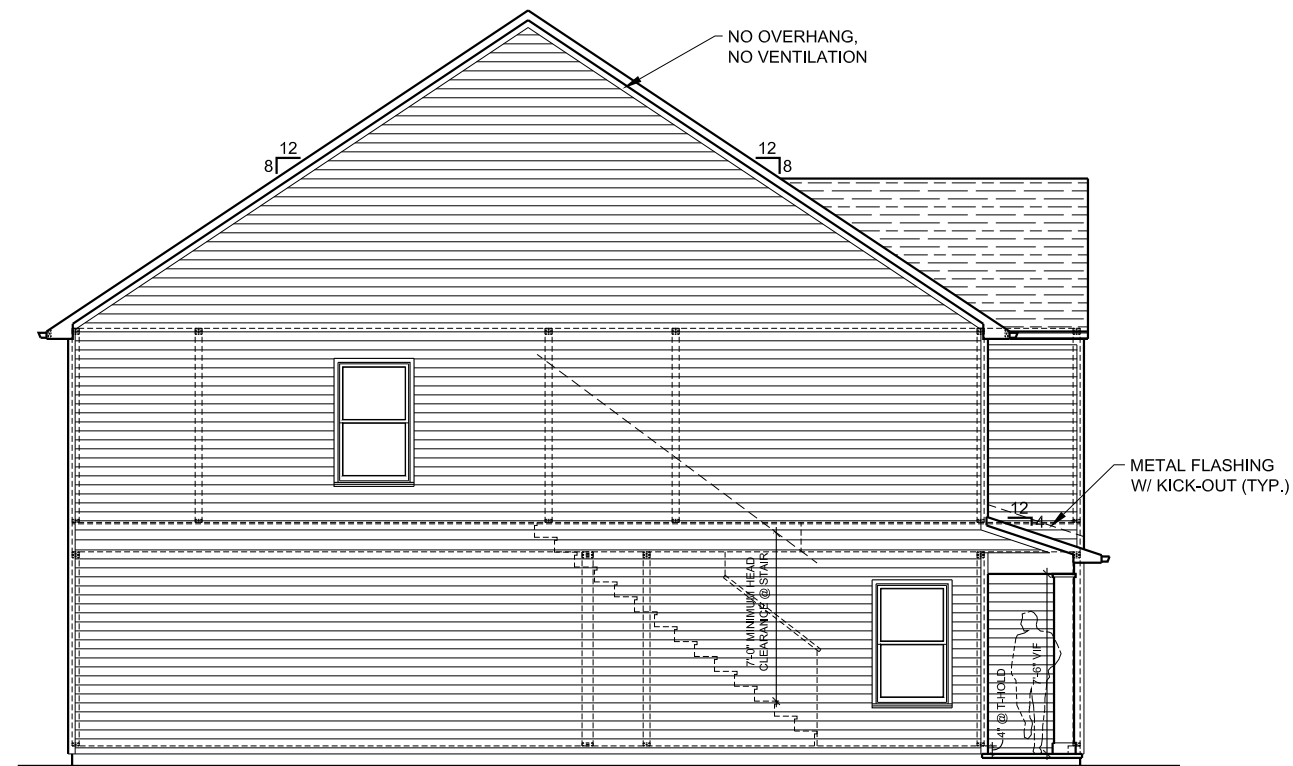 NO OVERHANG,
NO VENTILATION
12
8
12
8
METAL FLASHING
W/ KICK-OUT (TYP.)
12
4
7'-0" MINIMUM HEAD
CLEARANCE @ STAIR
4" @ T-HOLD
7'-6" VIF